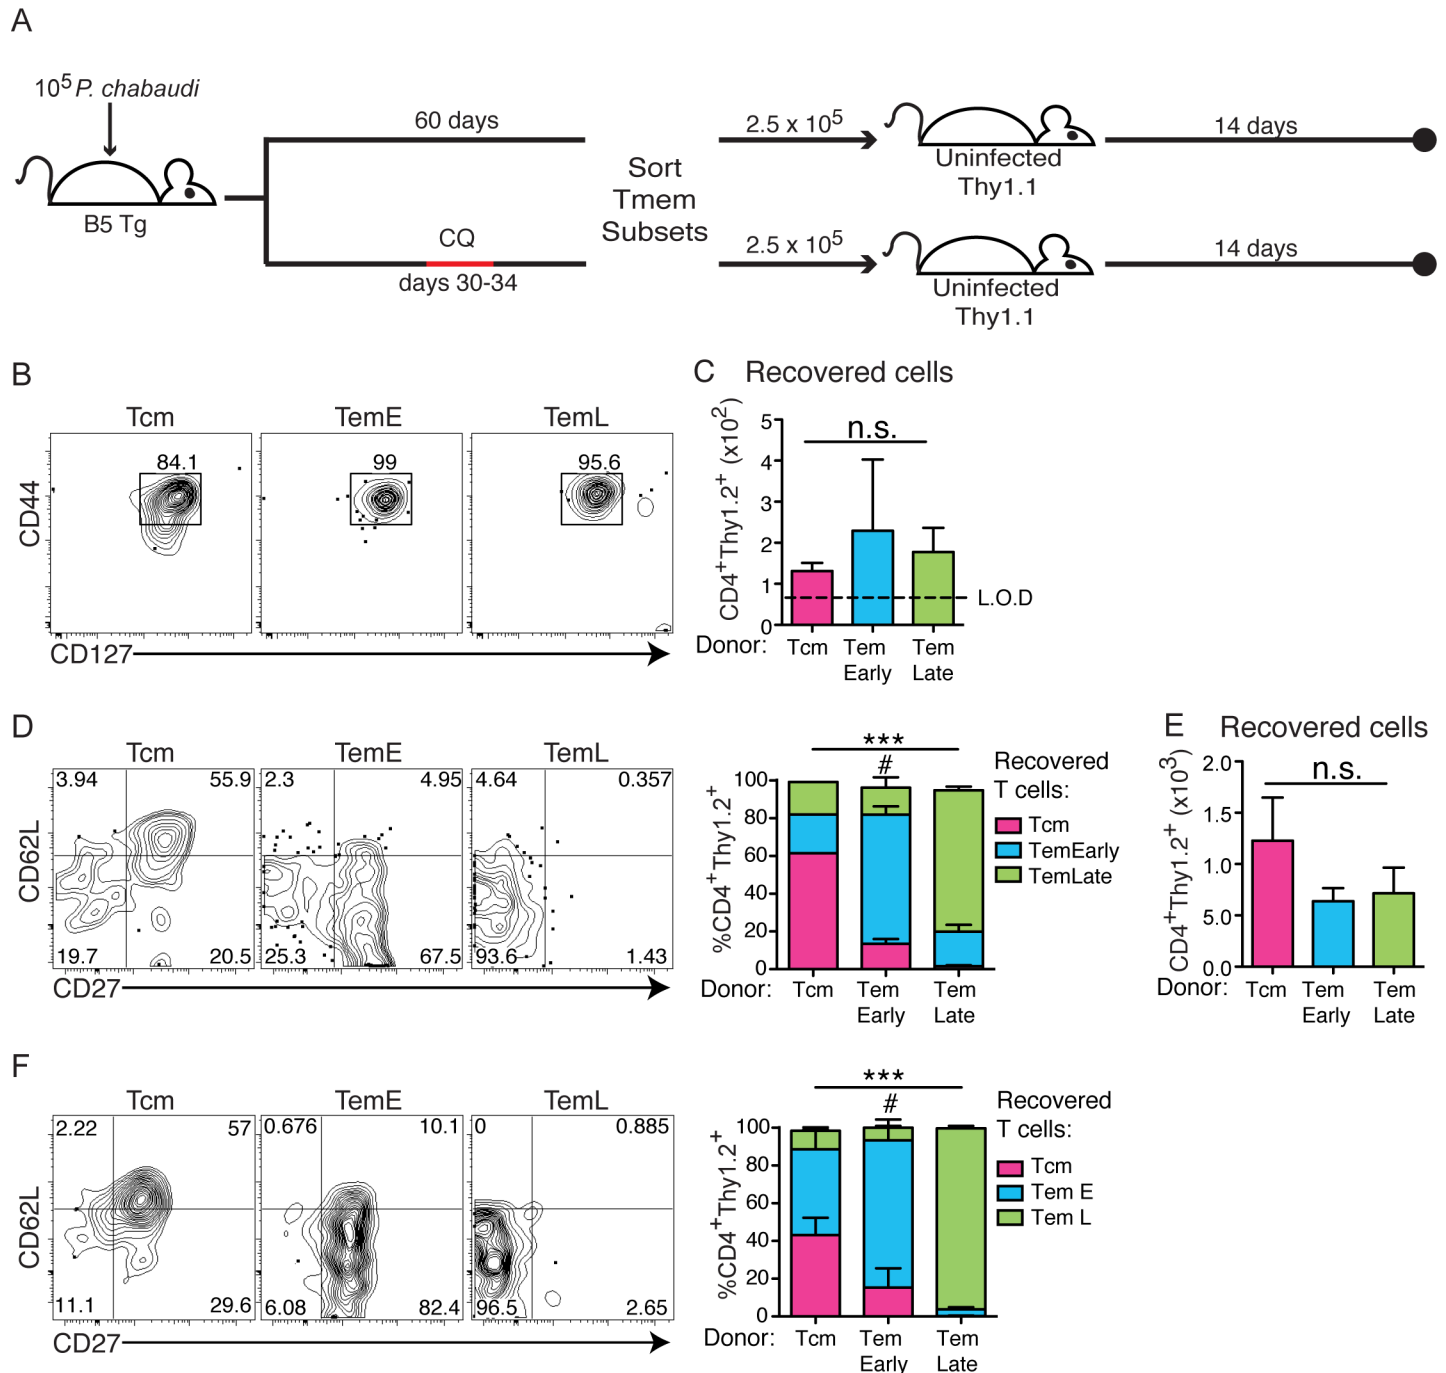 A
10⁵ P. chabaudi
B5 Tg
60 days
CQ
days 30-34
Sort
Tmem
Subsets
2.5 x 10⁵
Uninfected
Thy1.1
14 days
2.5 x 10⁵
Uninfected
Thy1.1
14 days
B
Tcm TemE TemL
84.1 99 95.6
CD44
CD127
C Recovered cells
CD4⁺Thy1.2⁺ (x10²)
n.s.
5
4
3
2
1
0
L.O.D
Donor: Tcm Tem Early Tem Late
D
Tcm TemE TemL
3.94 55.9 2.3 4.95 4.64 0.357
19.7 20.5 25.3 67.5 93.6 1.43
CD62L
CD27
%CD4⁺Thy1.2⁺
***
#
100
80
60
40
20
0
Donor: Tcm Tem Early Tem Late
Recovered
T cells:
Tcm
TemEarly
TemLate
E Recovered cells
CD4⁺Thy1.2⁺ (x10³)
n.s.
2.0
1.5
1.0
5.0
0.0
Donor: Tcm Tem Early Tem Late
F
Tcm TemE TemL
2.22 57 0.676 10.1 0 0.885
11.1 29.6 6.08 82.4 96.5 2.65
CD62L
CD27
%CD4⁺Thy1.2⁺
***
#
100
80
60
40
20
0
Donor: Tcm Tem Early Tem Late
Recovered
T cells:
Tcm
Tem E
Tem L